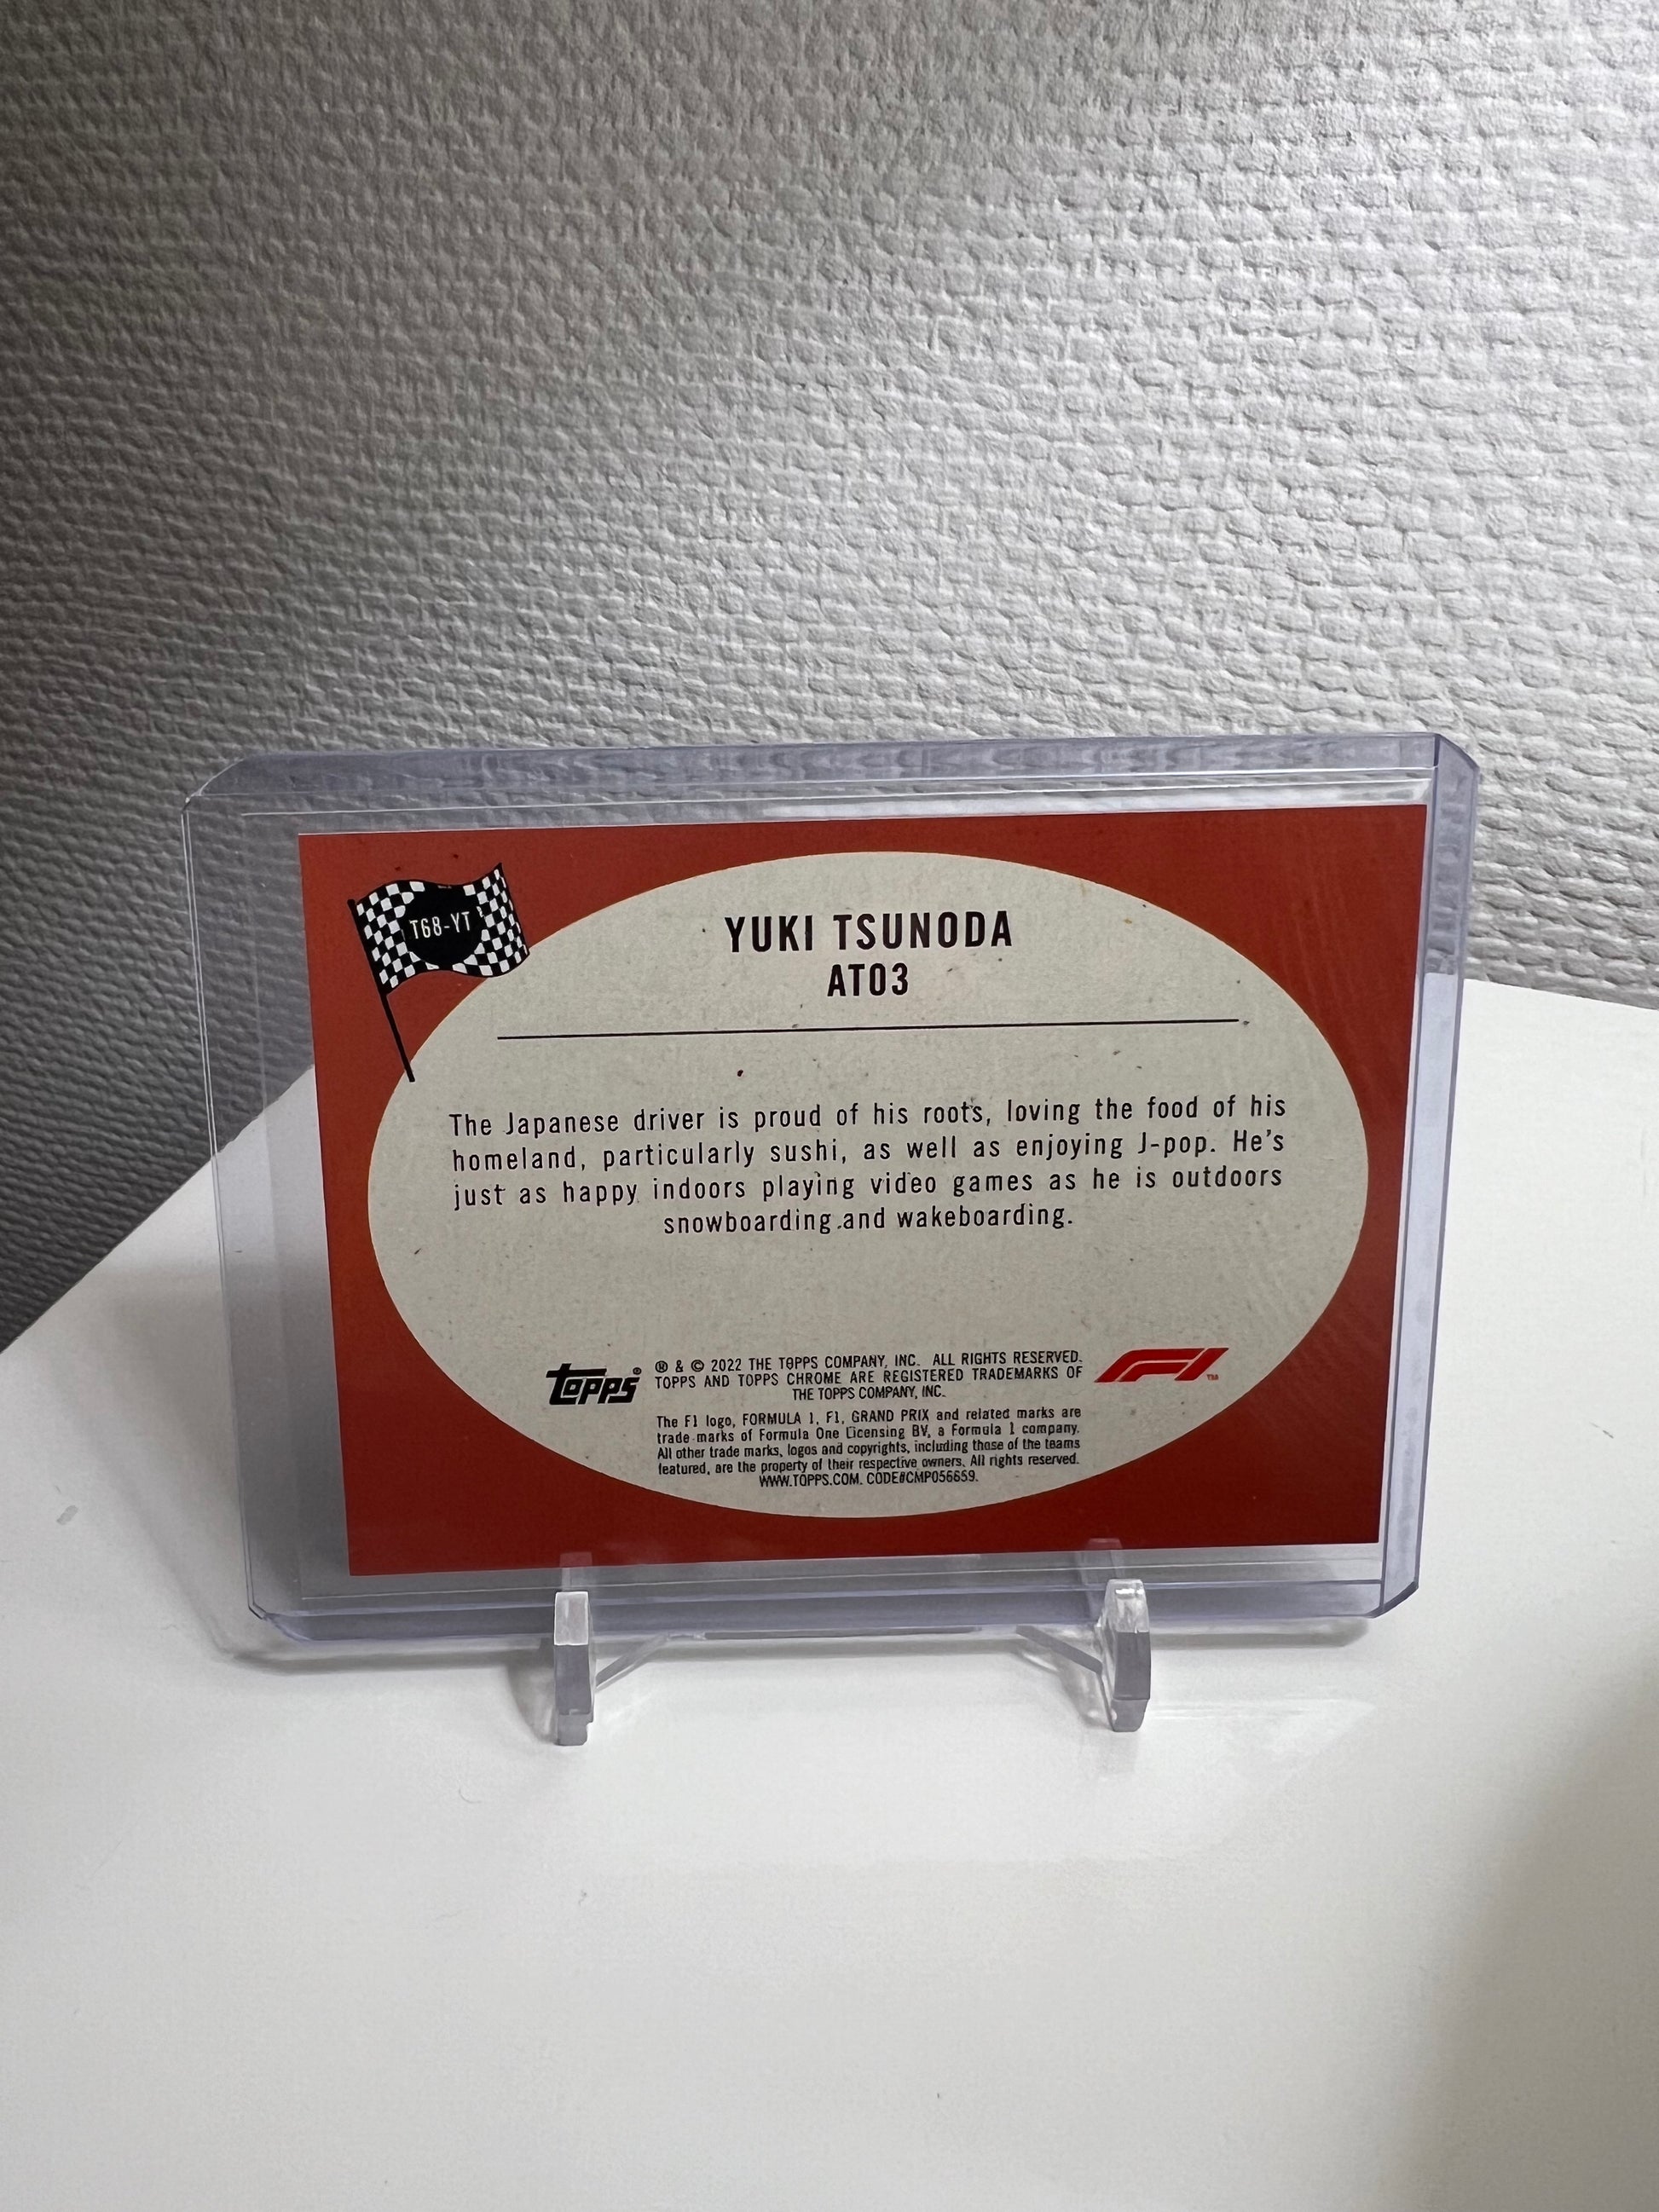 T68-YT
YUKI TSUNODA
AT03
The Japanese driver is proud of his roots, loving the food of his
homeland, particularly sushi, as well as enjoying J-pop. He's
just as happy indoors playing video games as he is outdoors
snowboarding and wakeboarding.
Topps®
® & © 2022 THE TOPPS COMPANY, INC. ALL RIGHTS RESERVED.
TOPPS AND TOPPS CHROME ARE REGISTERED TRADEMARKS OF
THE TOPPS COMPANY, INC.
F1™
The F1 logo, FORMULA 1, F1, GRAND PRIX and related marks are
trade marks of Formula One Licensing BV, a Formula 1 company.
All other trade marks, logos and copyrights, including those of the teams
featured, are the property of their respective owners. All rights reserved.
WWW.TOPPS.COM. CODE#CMP056659.